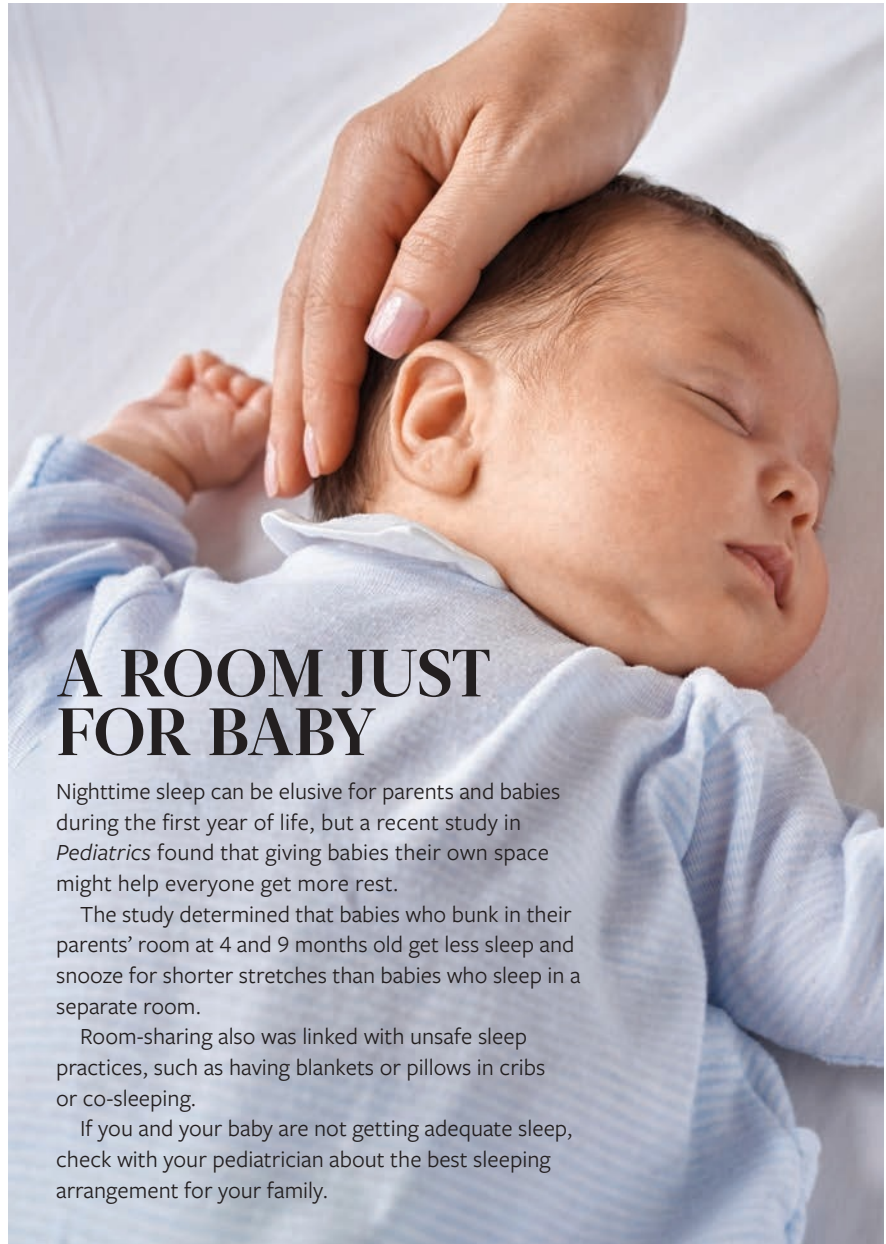 A ROOM JUST
FOR BABY
Nighttime sleep can be elusive for parents and babies
during the first year of life, but a recent study in
Pediatrics found that giving babies their own space
might help everyone get more rest.
The study determined that babies who bunk in their
parents’ room at 4 and 9 months old get less sleep and
snooze for shorter stretches than babies who sleep in a
separate room.
Room-sharing also was linked with unsafe sleep
practices, such as having blankets or pillows in cribs
or co-sleeping.
If you and your baby are not getting adequate sleep,
check with your pediatrician about the best sleeping
arrangement for your family.